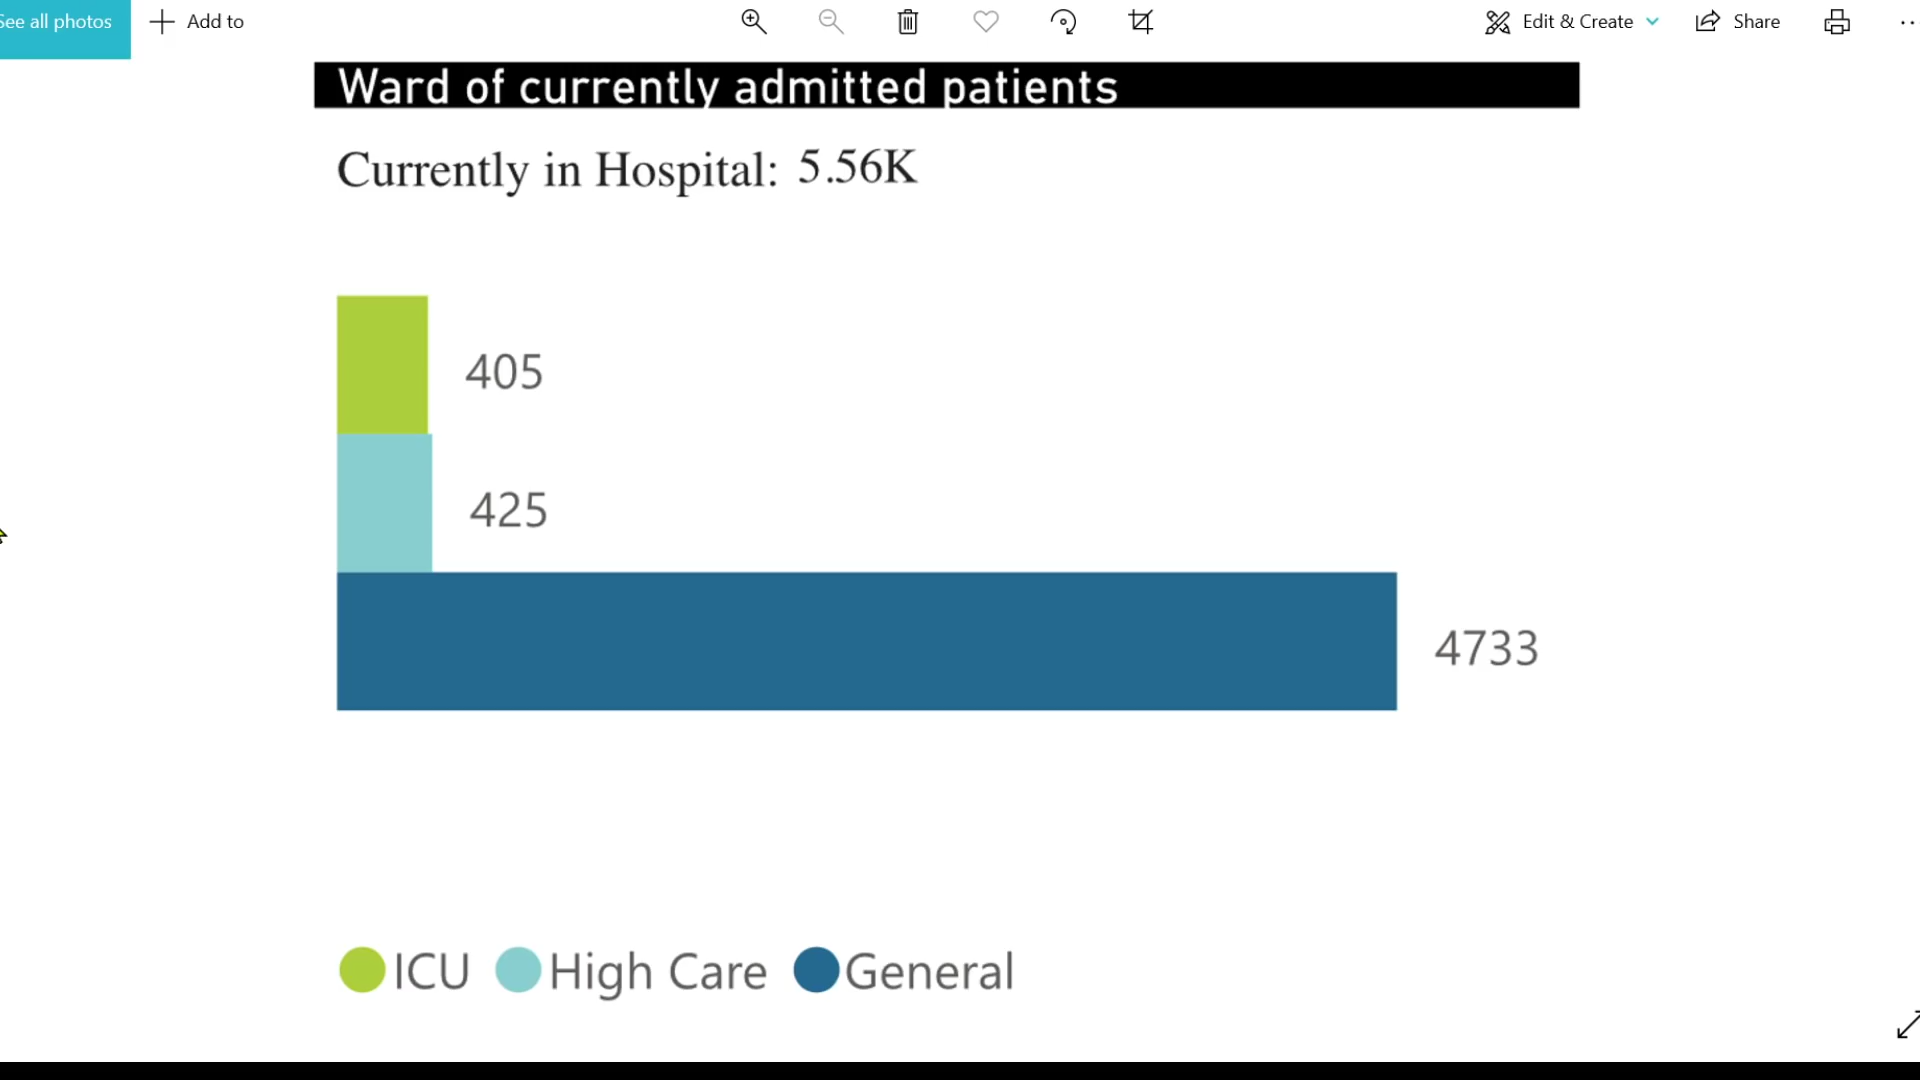 See all photos
Add to
Edit & Create
Share
Ward of currently admitted patients
Currently in Hospital: 5.56K
405
425
4733
ICU High Care General